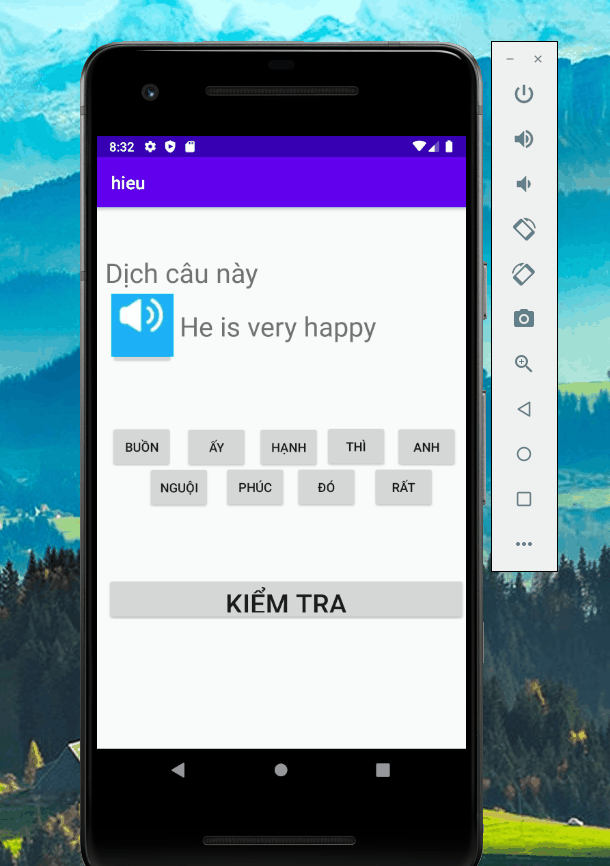 8:32
hieu
Dịch câu này
He is very happy
BUỒN ẤY HẠNH THÌ ANH
NGUỘI PHÚC ĐÓ RẤT
KIỂM TRA